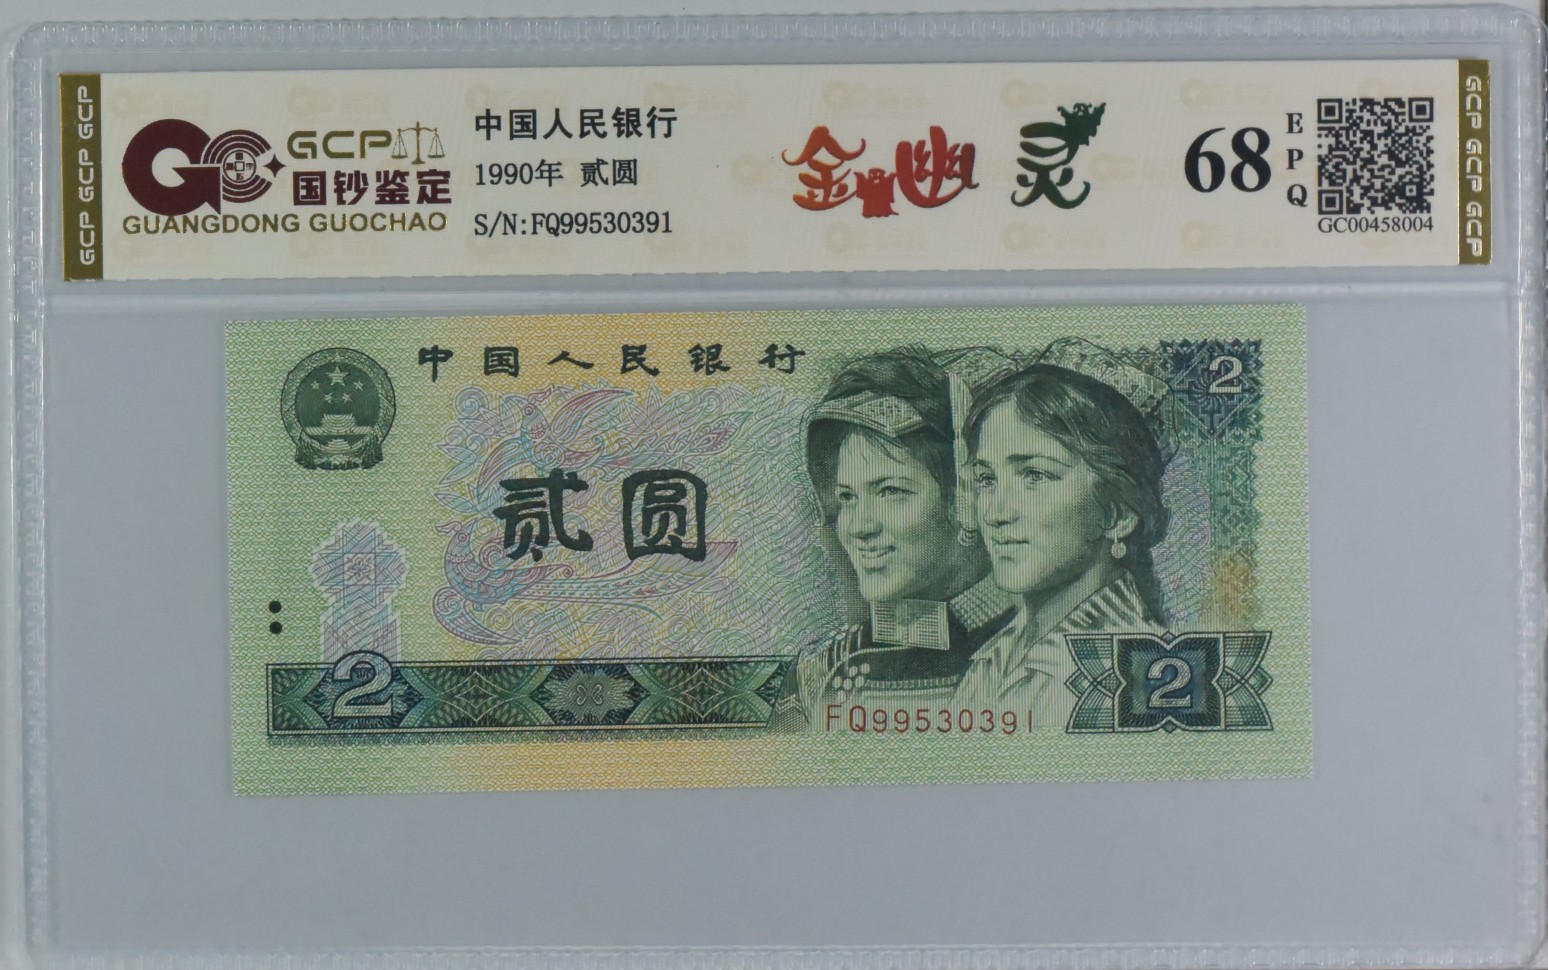 GCP GCP GCP
GCP
国钞鉴定
GUANGDONG GUOCHAO
中国人民银行
1990年 贰圆
S/N:FQ99530391
金幽灵
68
EPQ
GC00458004
GCP GCP GCP
中国人民银行
2
贰圆
2
2
FQ99530391